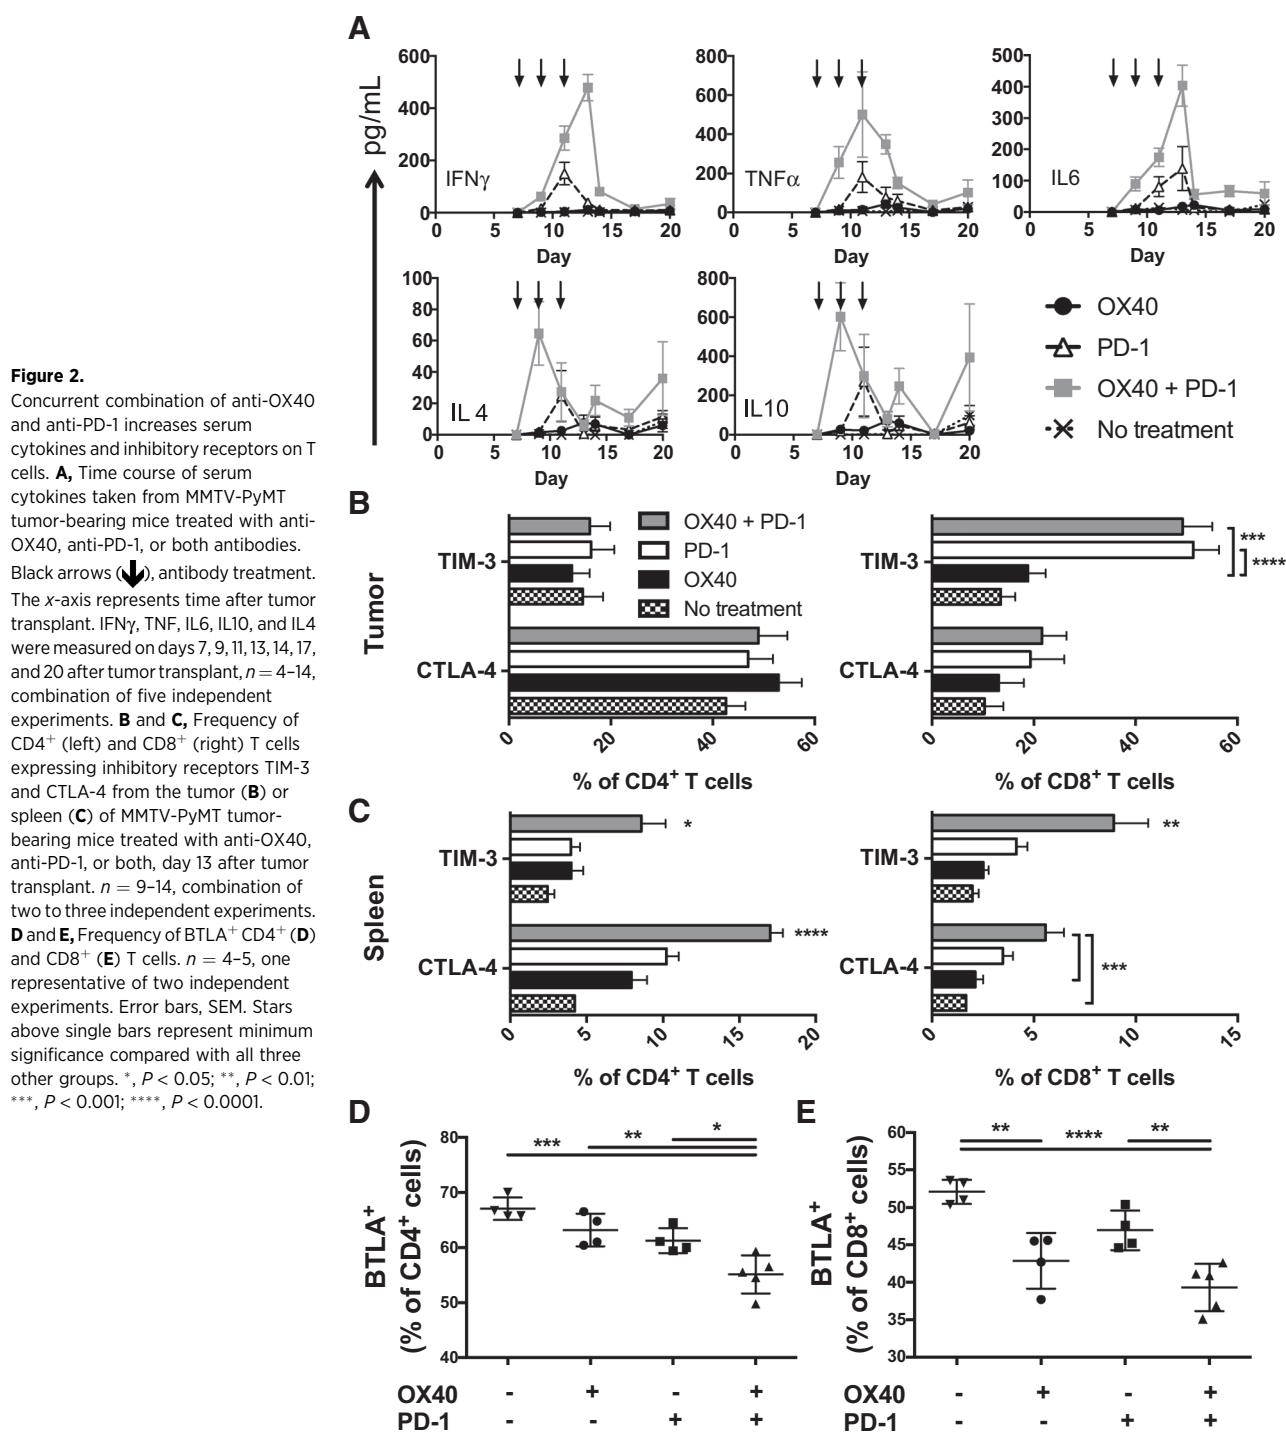 A
pg/mL
600
400
200
0
IFNγ
0 5 10 15 20
Day
800
600
400
200
0
TNFα
0 5 10 15 20
Day
500
400
300
200
100
0
IL6
0 5 10 15 20
Day
100
80
60
40
20
0
IL 4
0 5 10 15 20
Day
800
600
400
200
0
IL10
0 5 10 15 20
Day
OX40
PD-1
OX40 + PD-1
No treatment
Figure 2.
Concurrent combination of anti-OX40
and anti-PD-1 increases serum
cytokines and inhibitory receptors on T
cells. A, Time course of serum
cytokines taken from MMTV-PyMT
tumor-bearing mice treated with anti-
OX40, anti-PD-1, or both antibodies.
Black arrows (🡇), antibody treatment.
The x-axis represents time after tumor
transplant. IFNγ, TNF, IL6, IL10, and IL4
were measured on days 7, 9, 11, 13, 14, 17,
and 20 after tumor transplant, n = 4–14,
combination of five independent
experiments. B and C, Frequency of
CD4+ (left) and CD8+ (right) T cells
expressing inhibitory receptors TIM-3
and CTLA-4 from the tumor (B) or
spleen (C) of MMTV-PyMT tumor-
bearing mice treated with anti-OX40,
anti-PD-1, or both, day 13 after tumor
transplant. n = 9–14, combination of
two to three independent experiments.
D and E, Frequency of BTLA+ CD4+ (D)
and CD8+ (E) T cells. n = 4–5, one
representative of two independent
experiments. Error bars, SEM. Stars
above single bars represent minimum
significance compared with all three
other groups. *, P < 0.05; **, P < 0.01;
***, P < 0.001; ****, P < 0.0001.
B
Tumor
TIM-3
CTLA-4
OX40 + PD-1
PD-1
OX40
No treatment
0 20 40 60
% of CD4+ T cells
TIM-3
CTLA-4
***
****
0 20 40 60
% of CD8+ T cells
C
Spleen
TIM-3
CTLA-4
*
****
0 5 10 15 20
% of CD4+ T cells
TIM-3
CTLA-4
**
***
0 5 10 15
% of CD8+ T cells
D
BTLA+
(% of CD4+ cells)
80
70
60
50
40
*** ** *
OX40 - + - +
PD-1 - - + +
E
BTLA+
(% of CD8+ cells)
60
55
50
45
40
35
30
** **** **
OX40 - + - +
PD-1 - - + +